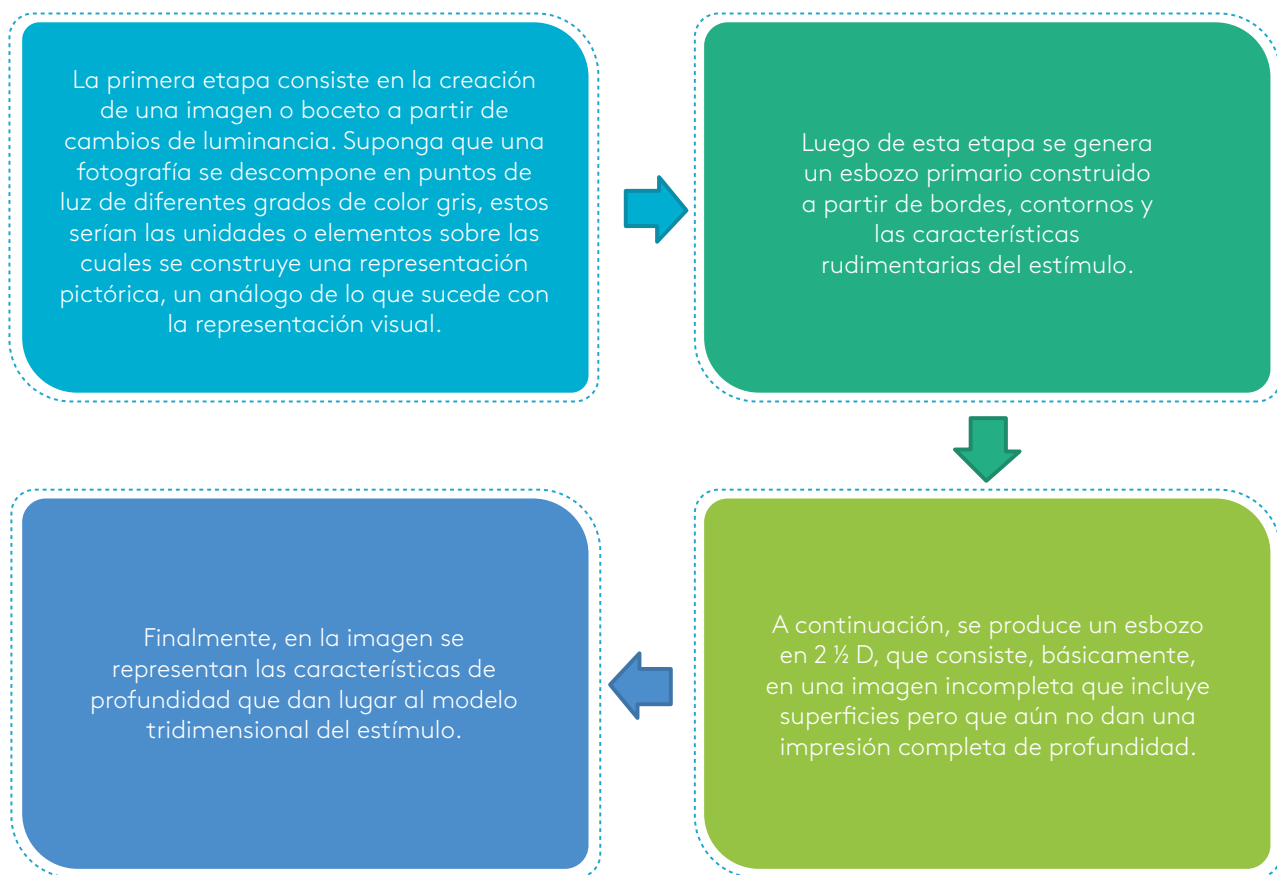 La primera etapa consiste en la creación
de una imagen o boceto a partir de
cambios de luminancia. Suponga que una
fotografía se descompone en puntos de
luz de diferentes grados de color gris, estos
serían las unidades o elementos sobre las
cuales se construye una representación
pictórica, un análogo de lo que sucede con
la representación visual.
Luego de esta etapa se genera
un esbozo primario construido
a partir de bordes, contornos y
las características
rudimentarias del estímulo.
A continuación, se produce un esbozo
en 2 ½ D, que consiste, básicamente,
en una imagen incompleta que incluye
superficies pero que aún no dan una
impresión completa de profundidad.
Finalmente, en la imagen se
representan las características de
profundidad que dan lugar al modelo
tridimensional del estímulo.